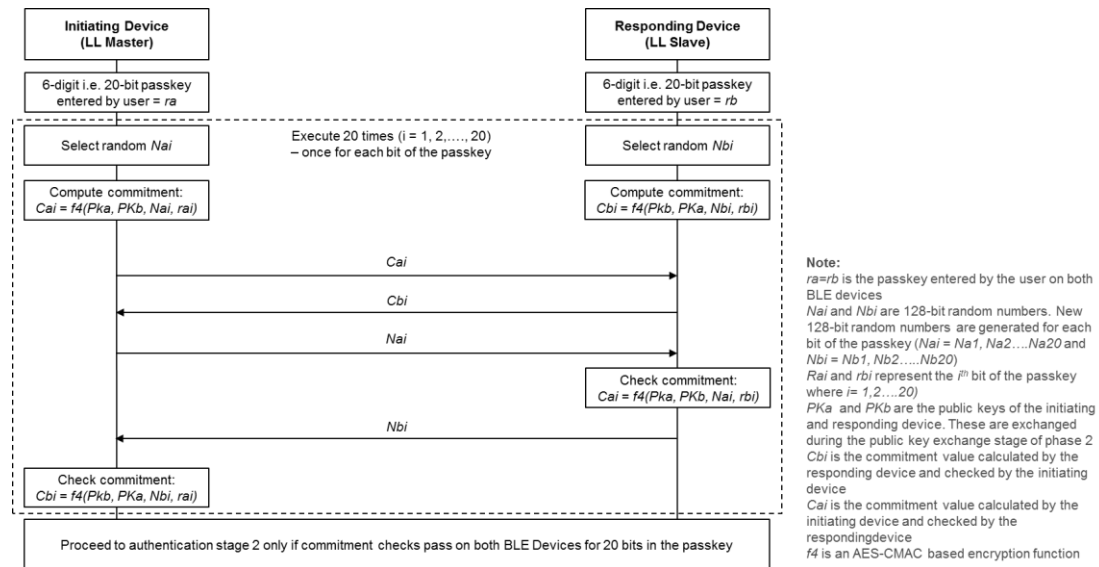 Initiating Device
(LL Master)
Responding Device
(LL Slave)
6-digit i.e. 20-bit passkey
entered by user = ra
6-digit i.e. 20-bit passkey
entered by user = rb
Execute 20 times (i = 1, 2,...., 20)
– once for each bit of the passkey
Select random Nai
Select random Nbi
Compute commitment:
Cai = f4(Pka, PKb, Nai, rai)
Compute commitment:
Cbi = f4(Pkb, PKa, Nbi, rbi)
Cai
Cbi
Nai
Check commitment:
Cai = f4(Pka, PKb, Nai, rbi)
Nbi
Check commitment:
Cbi = f4(Pkb, PKa, Nbi, rai)
Proceed to authentication stage 2 only if commitment checks pass on both BLE Devices for 20 bits in the passkey
Note:
ra=rb is the passkey entered by the user on both
BLE devices
Nai and Nbi are 128-bit random numbers. New
128-bit random numbers are generated for each
bit of the passkey (Nai = Na1, Na2....Na20 and
Nbi = Nb1, Nb2.....Nb20)
Rai and rbi represent the ith bit of the passkey
where i= 1,2....20)
PKa and PKb are the public keys of the initiating
and responding device. These are exchanged
during the public key exchange stage of phase 2
Cbi is the commitment value calculated by the
responding device and checked by the initiating
device
Cai is the commitment value calculated by the
initiating device and checked by the
respondingdevice
f4 is an AES-CMAC based encryption function